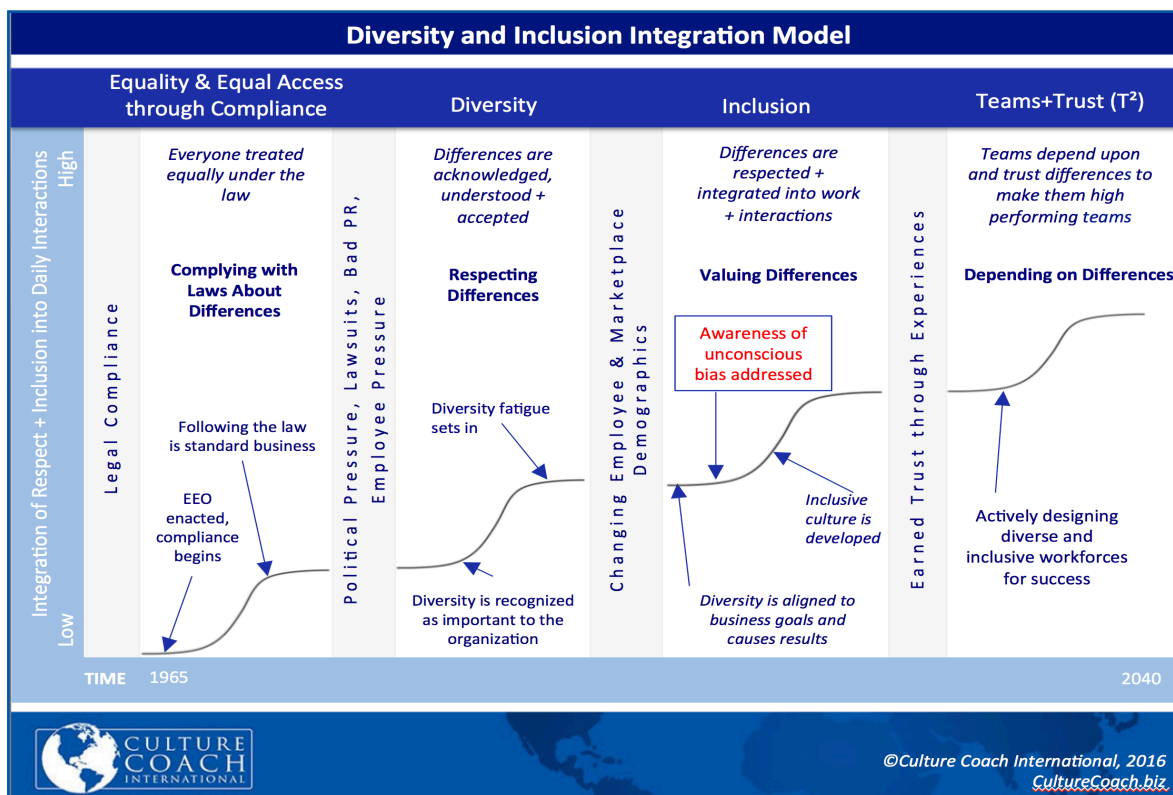 Diversity and Inclusion Integration Model
Equality & Equal Access
through Compliance
Diversity
Inclusion
Teams+Trust (T²)
Integration of Respect + Inclusion into Daily Interactions
High
Low
Legal Compliance
Everyone treated
equally under the
law
Complying with
Laws About
Differences
Following the law
is standard business
EEO
enacted,
compliance
begins
Political Pressure, Lawsuits, Bad PR,
Employee Pressure
Differences are
acknowledged,
understood +
accepted
Respecting
Differences
Diversity fatigue
sets in
Diversity is recognized
as important to the
organization
Changing Employee & Marketplace
Demographics
Differences are
respected +
integrated into work
+ interactions
Valuing Differences
Awareness of
unconscious
bias addressed
Inclusive
culture is
developed
Diversity is aligned to
business goals and
causes results
Earned Trust through Experiences
Teams depend upon
and trust differences to
make them high
performing teams
Depending on Differences
Actively designing
diverse and
inclusive workforces
for success
TIME 1965 2040
CULTURE
COACH
INTERNATIONAL
©Culture Coach International, 2016
CultureCoach.biz